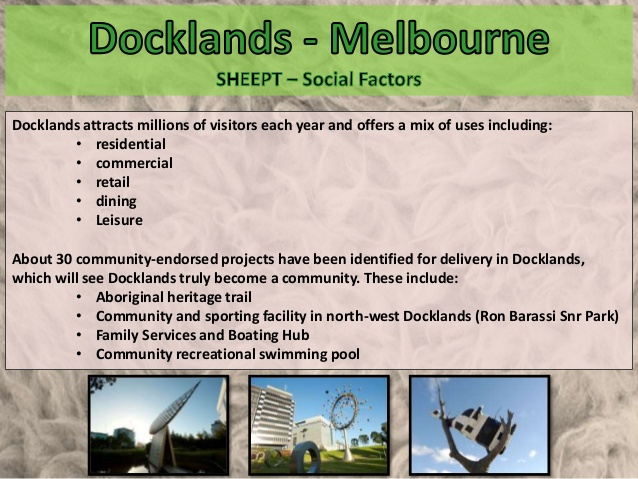 Docklands - Melbourne
SHEEPT – Social Factors
Docklands attracts millions of visitors each year and offers a mix of uses including:
• residential
• commercial
• retail
• dining
• Leisure
About 30 community-endorsed projects have been identified for delivery in Docklands,
which will see Docklands truly become a community. These include:
• Aboriginal heritage trail
• Community and sporting facility in north-west Docklands (Ron Barassi Snr Park)
• Family Services and Boating Hub
• Community recreational swimming pool